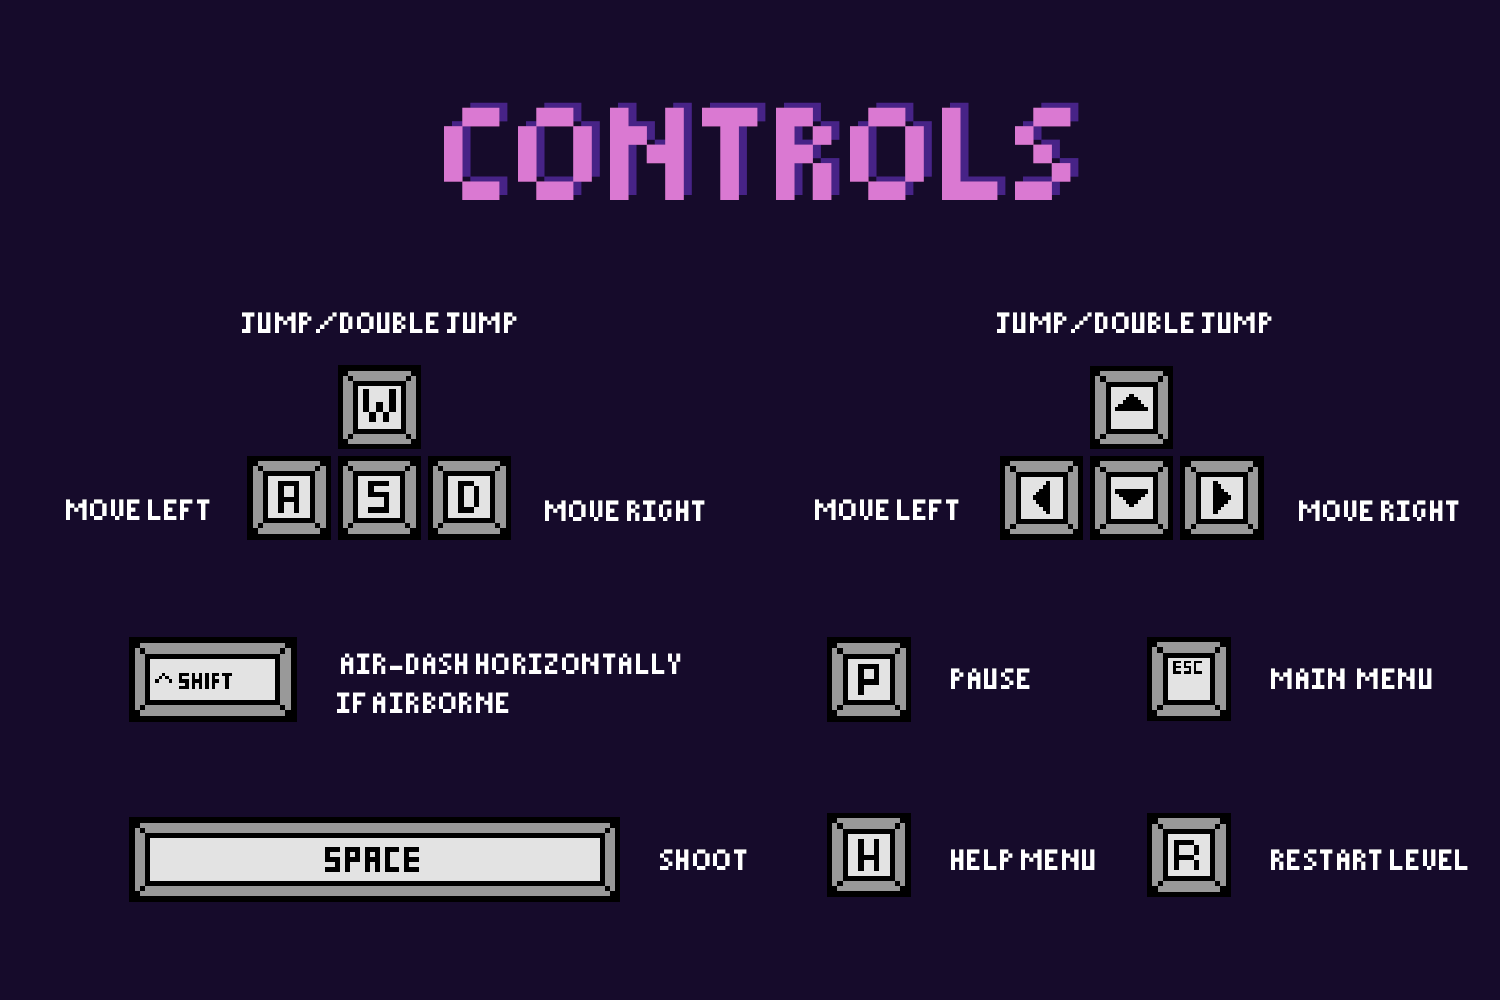 CONTROLS
JUMP/DOUBLE JUMP
W
MOVE LEFT A S D MOVE RIGHT
JUMP/DOUBLE JUMP
MOVE LEFT MOVE RIGHT
^ SHIFT
AIR-DASH HORIZONTALLY
IF AIRBORNE
P PAUSE
ESC MAIN MENU
SPACE SHOOT
H HELP MENU
R RESTART LEVEL